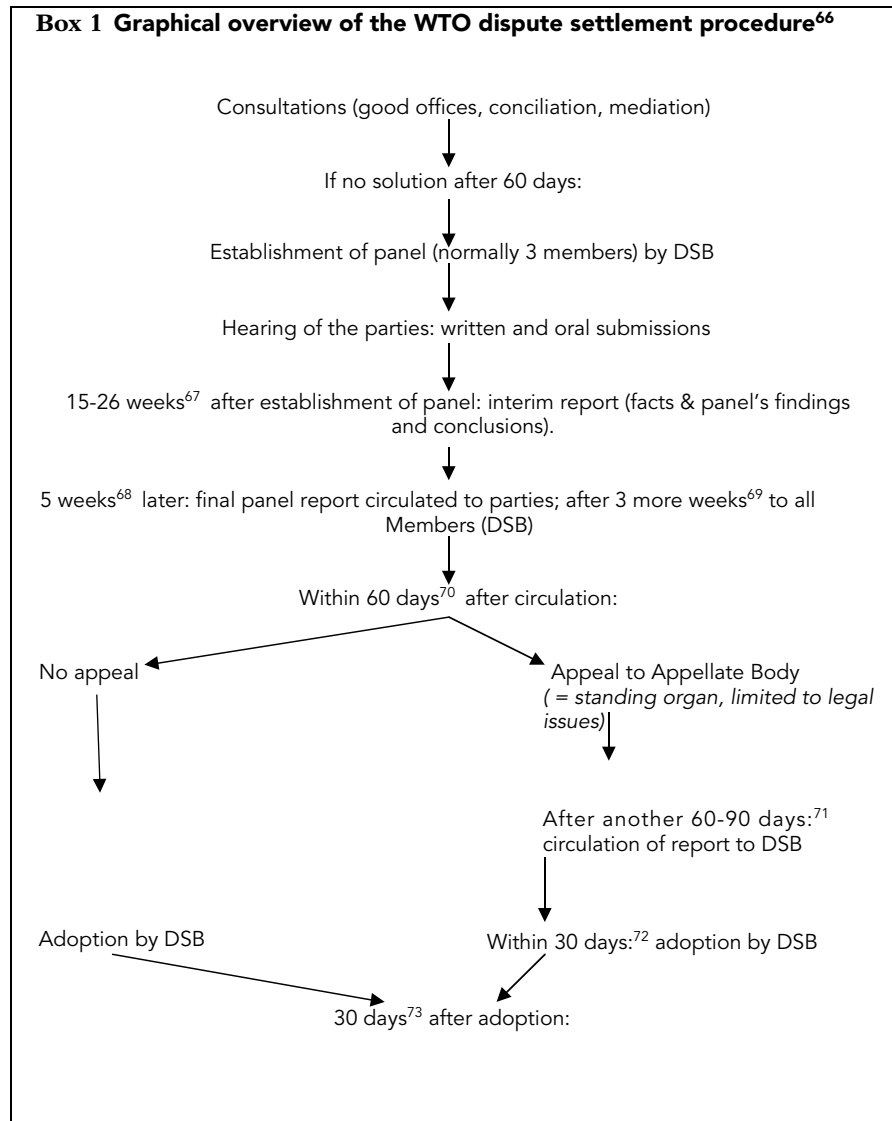 Box 1 Graphical overview of the WTO dispute settlement procedure66
Consultations (good offices, conciliation, mediation)
If no solution after 60 days:
Establishment of panel (normally 3 members) by DSB
Hearing of the parties: written and oral submissions
15-26 weeks67 after establishment of panel: interim report (facts & panel's findings
and conclusions).
5 weeks68 later: final panel report circulated to parties; after 3 more weeks69 to all
Members (DSB)
Within 60 days70 after circulation:
No appeal
Appeal to Appellate Body
( = standing organ, limited to legal
issues)
After another 60-90 days:71
circulation of report to DSB
Adoption by DSB
Within 30 days:72 adoption by DSB
30 days73 after adoption: